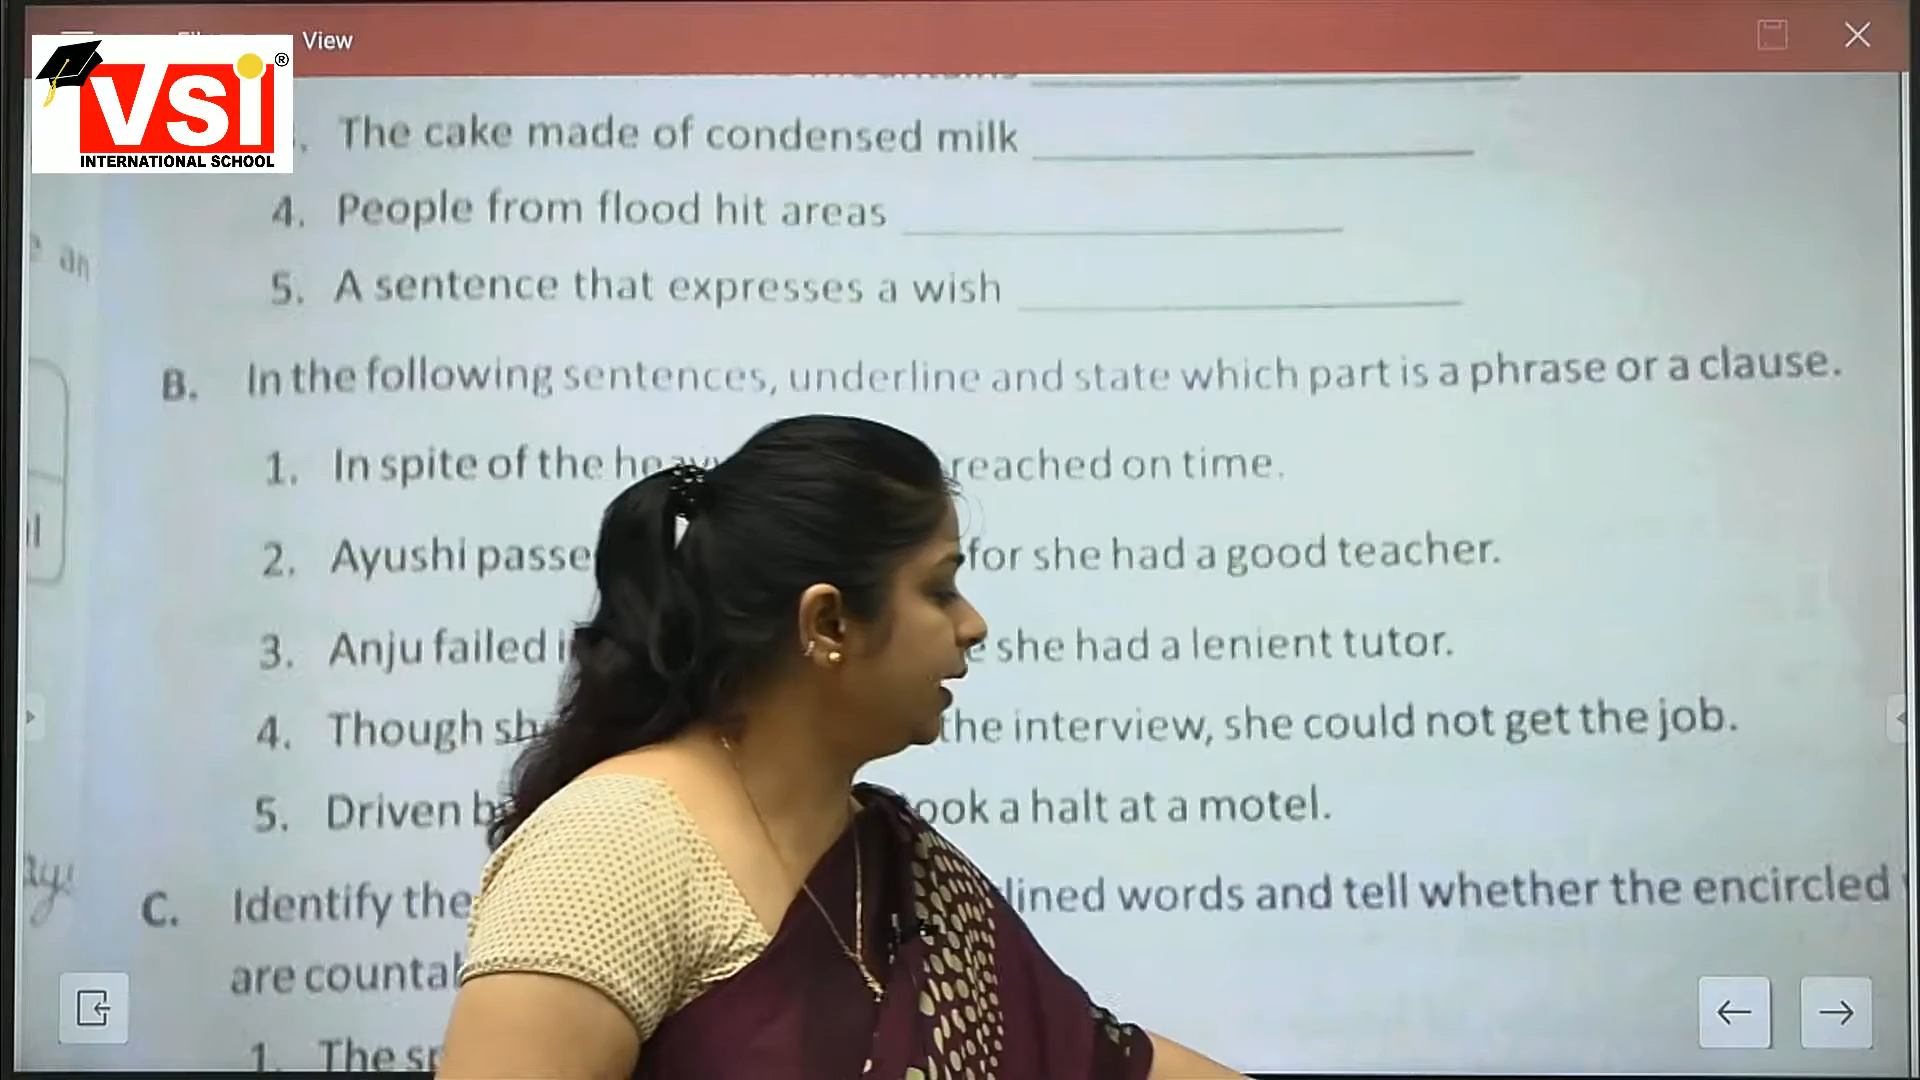 View
VSI ®
INTERNATIONAL SCHOOL
The cake made of condensed milk
4. People from flood hit areas
5. A sentence that expresses a wish
an
B. In the following sentences, underline and state which part is a phrase or a clause.
1. In spite of the reached on time.
2. Ayushi for she had a good teacher.
3. Anju failed she had a lenient tutor.
4. Though the interview, she could not get the job.
5. Driven a halt at a motel.
C. Identify the words and tell whether the encircled
are
1. The